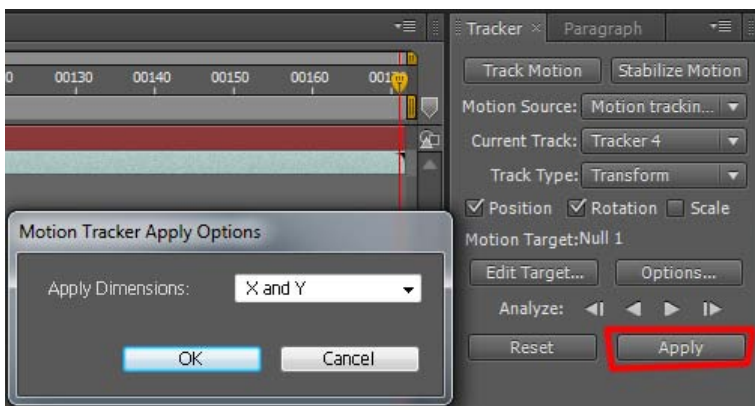 Tracker × Paragraph
0 00130 00140 00150 00160 001
Track Motion Stabilize Motion
Motion Source: Motion trackin...
Current Track: Tracker 4
Track Type: Transform
Position Rotation Scale
Motion Target:Null 1
Edit Target... Options...
Analyze:
Reset Apply
Motion Tracker Apply Options
Apply Dimensions: X and Y
OK Cancel